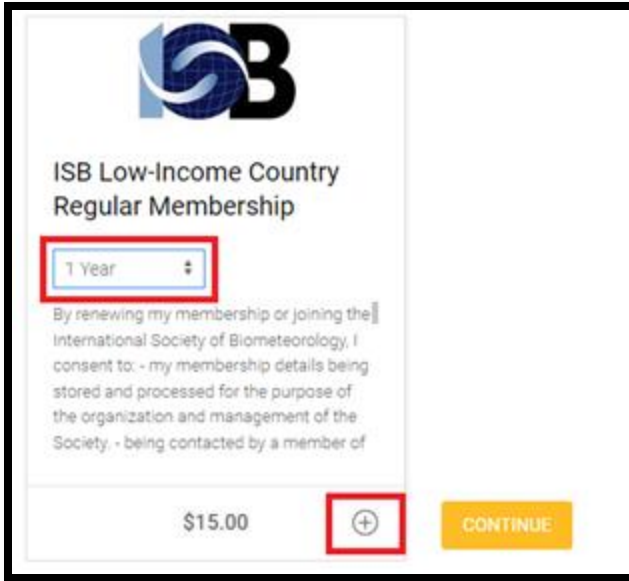 ISB
ISB Low-Income Country
Regular Membership
1 Year
By renewing my membership or joining the
International Society of Biometeorology, I
consent to: - my membership details being
stored and processed for the purpose of
the organization and management of the
Society. - being contacted by a member of
$15.00
CONTINUE